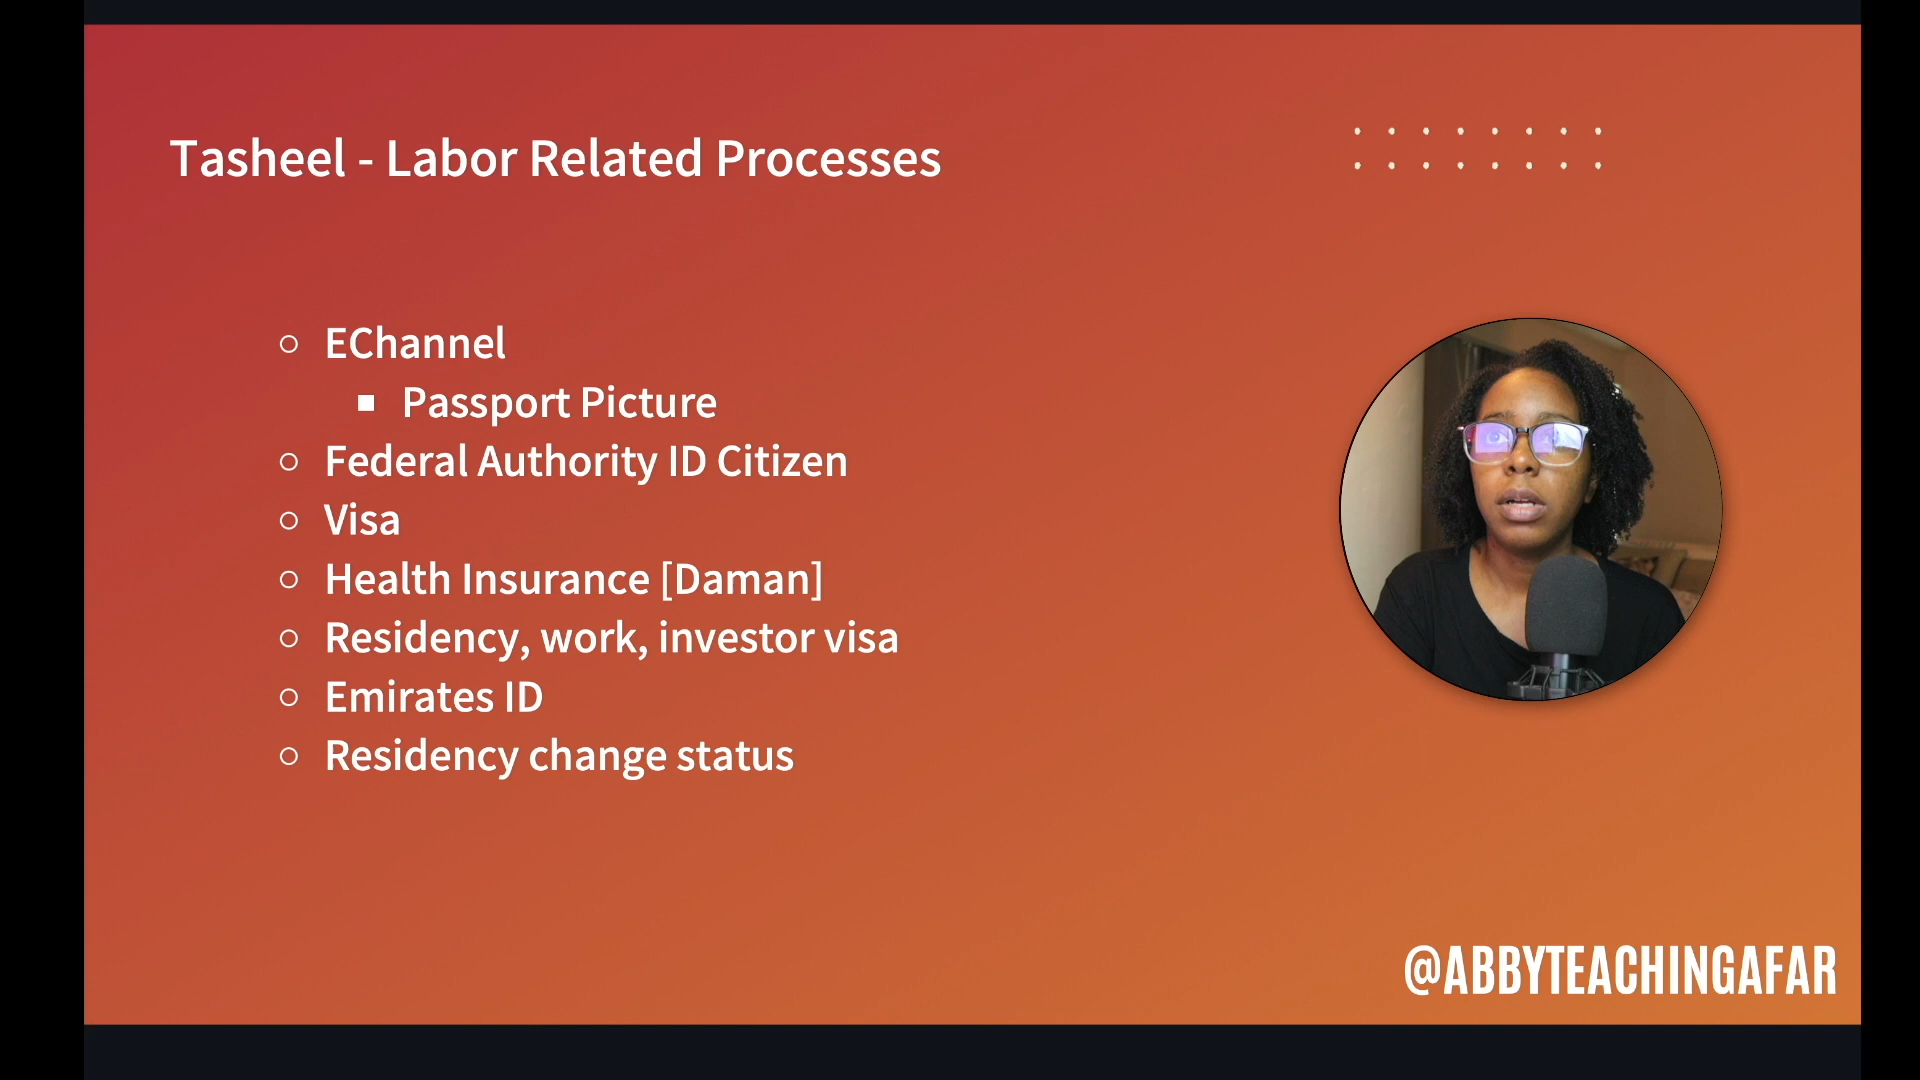 Tasheel - Labor Related Processes
EChannel
Passport Picture
Federal Authority ID Citizen
Visa
Health Insurance [Daman]
Residency, work, investor visa
Emirates ID
Residency change status
@ABBYTEACHINGAFAR